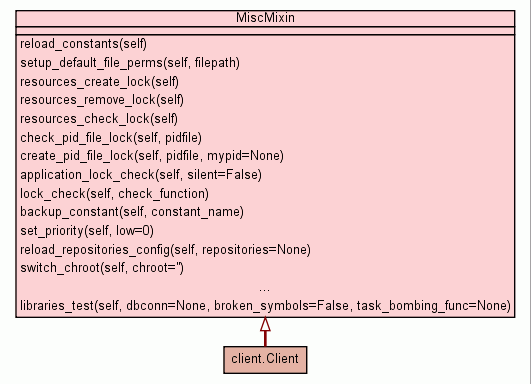 MiscMixin
reload_constants(self)
setup_default_file_perms(self, filepath)
resources_create_lock(self)
resources_remove_lock(self)
resources_check_lock(self)
check_pid_file_lock(self, pidfile)
create_pid_file_lock(self, pidfile, mypid=None)
application_lock_check(self, silent=False)
lock_check(self, check_function)
backup_constant(self, constant_name)
set_priority(self, low=0)
reload_repositories_config(self, repositories=None)
switch_chroot(self, chroot='')
...
libraries_test(self, dbconn=None, broken_symbols=False, task_bombing_func=None)
client.Client